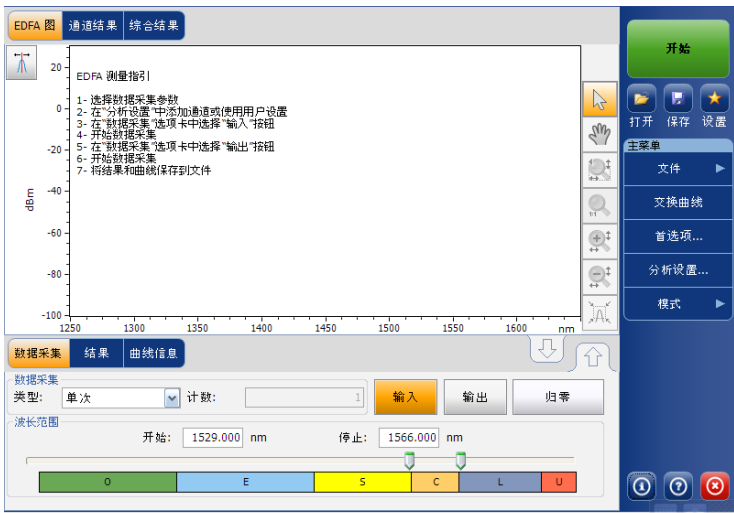 EDFA 图 通道结果 综合结果
EDFA 测量指引
1- 选择数据采集参数
2- 在"分析设置"中添加通道或使用用户设置
3- 在"数据采集"选项卡中选择"输入"按钮
4- 开始数据采集
5- 在"数据采集"选项卡中选择"输出"按钮
6- 开始数据采集
7- 将结果和曲线保存到文件
20
0
-20
-40
-60
-80
-100
dBm
1250 1300 1350 1400 1450 1500 1550 1600 nm
1:1
开始
打开 保存 设置
主菜单
文件
交换曲线
首选项...
分析设置...
模式
数据采集 结果 曲线信息
数据采集
类型: 单次 计数: 1 输入 输出 归零
波长范围
开始: 1529.000 nm 停止: 1566.000 nm
O E S C L U